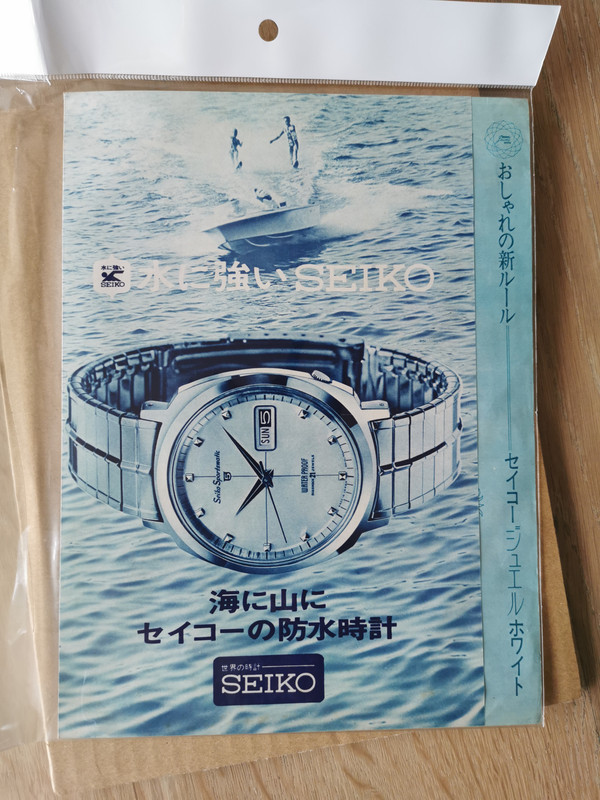 水に強い
SEIKO
水に強いSEIKO
SUN 5
Seiko Sportsmatic
5
WATER PROOF
21 JEWELS
海に山に
セイコーの防水時計
世界の時計
SEIKO
おしゃれの新ルール――セイコージュエルホワイト